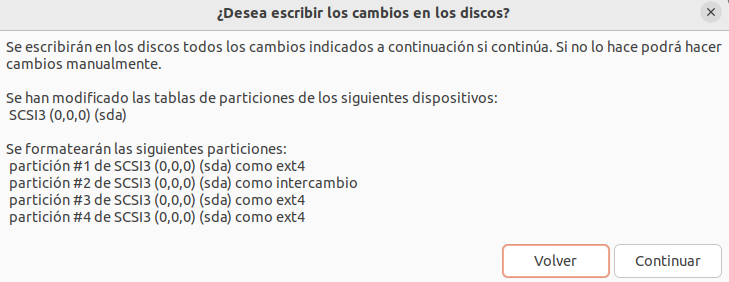 ¿Desea escribir los cambios en los discos?
Se escribirán en los discos todos los cambios indicados a continuación si continúa. Si no lo hace podrá hacer
cambios manualmente.
Se han modificado las tablas de particiones de los siguientes dispositivos:
SCSI3 (0,0,0) (sda)
Se formatearán las siguientes particiones:
partición #1 de SCSI3 (0,0,0) (sda) como ext4
partición #2 de SCSI3 (0,0,0) (sda) como intercambio
partición #3 de SCSI3 (0,0,0) (sda) como ext4
partición #4 de SCSI3 (0,0,0) (sda) como ext4
Volver
Continuar